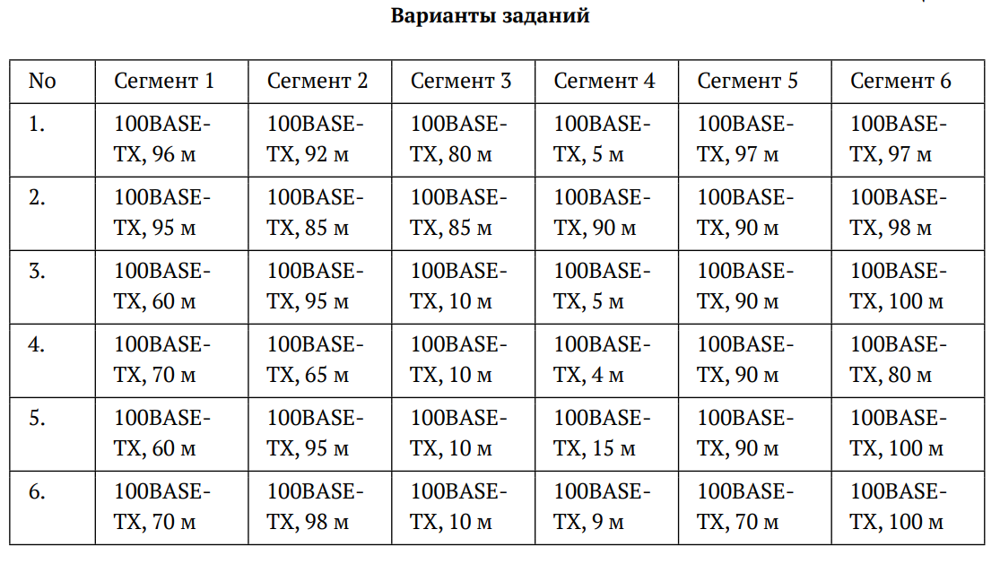 Варианты заданий
No Сегмент 1 Сегмент 2 Сегмент 3 Сегмент 4 Сегмент 5 Сегмент 6
1. 100BASE- 100BASE- 100BASE- 100BASE- 100BASE- 100BASE-
TX, 96 м TX, 92 м TX, 80 м TX, 5 м TX, 97 м TX, 97 м
2. 100BASE- 100BASE- 100BASE- 100BASE- 100BASE- 100BASE-
TX, 95 м TX, 85 м TX, 85 м TX, 90 м TX, 90 м TX, 98 м
3. 100BASE- 100BASE- 100BASE- 100BASE- 100BASE- 100BASE-
TX, 60 м TX, 95 м TX, 10 м TX, 5 м TX, 90 м TX, 100 м
4. 100BASE- 100BASE- 100BASE- 100BASE- 100BASE- 100BASE-
TX, 70 м TX, 65 м TX, 10 м TX, 4 м TX, 90 м TX, 80 м
5. 100BASE- 100BASE- 100BASE- 100BASE- 100BASE- 100BASE-
TX, 60 м TX, 95 м TX, 10 м TX, 15 м TX, 90 м TX, 100 м
6. 100BASE- 100BASE- 100BASE- 100BASE- 100BASE- 100BASE-
TX, 70 м TX, 98 м TX, 10 м TX, 9 м TX, 70 м TX, 100 м